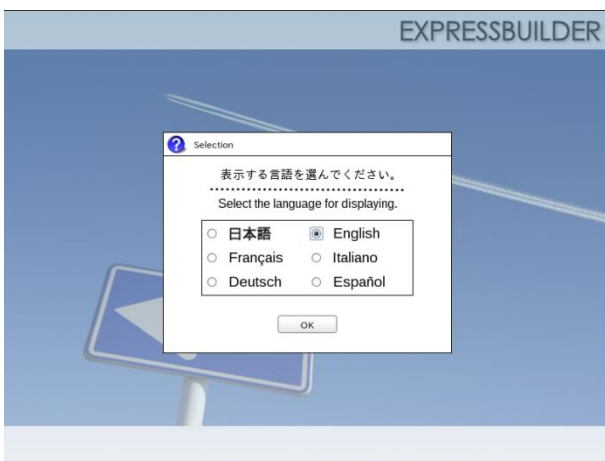 EXPRESSBUILDER
Selection
表示する言語を選んでください。
Select the language for displaying.
日本語 English
Français Italiano
Deutsch Español
OK